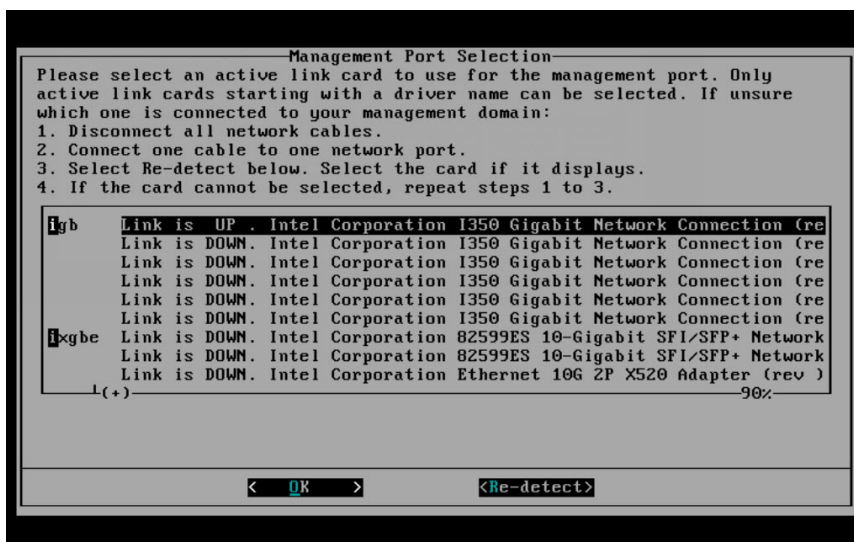 Management Port Selection
Please select an active link card to use for the management port. Only
active link cards starting with a driver name can be selected. If unsure
which one is connected to your management domain:
1. Disconnect all network cables.
2. Connect one cable to one network port.
3. Select Re-detect below. Select the card if it displays.
4. If the card cannot be selected, repeat steps 1 to 3.
igb Link is UP . Intel Corporation I350 Gigabit Network Connection (re
Link is DOWN. Intel Corporation I350 Gigabit Network Connection (re
Link is DOWN. Intel Corporation I350 Gigabit Network Connection (re
Link is DOWN. Intel Corporation I350 Gigabit Network Connection (re
Link is DOWN. Intel Corporation I350 Gigabit Network Connection (re
Link is DOWN. Intel Corporation I350 Gigabit Network Connection (re
ixgbe Link is DOWN. Intel Corporation 82599ES 10-Gigabit SFI/SFP+ Network
Link is DOWN. Intel Corporation 82599ES 10-Gigabit SFI/SFP+ Network
Link is DOWN. Intel Corporation Ethernet 10G 2P X520 Adapter (rev )
(+) 90%
< OK > <Re-detect>